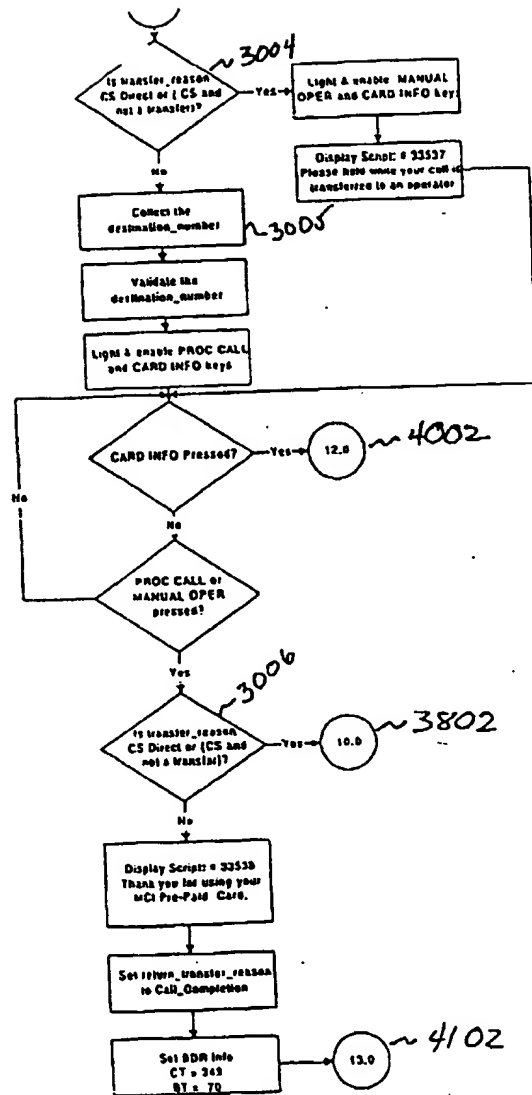 3004
Is transfer_reason
CS Direct or ( CS and
not a transfer)?
Yes
Light & enable MANUAL
OPER and CARD INFO key
Display Script: # 33537
Please hold while your call is
transferred to an operator
No
Collect the
destination_number
3005
Validate the
destination_number
Light & enable PROC CALL
and CARD INFO keys
CARD INFO Pressed?
Yes
12.0
4002
No
No
PROC CALL or
MANUAL OPER
pressed?
Yes
3006
Is transfer_reason
CS Direct or (CS and
not a transfer)?
Yes
10.0
3802
No
Display Script: # 33538
Thank you for using your
MCI Pre-Paid Card.
Set return_transfer_reason
to Call_Completion
Set BDR Info
CT = 343
BT = 70
13.0
4102